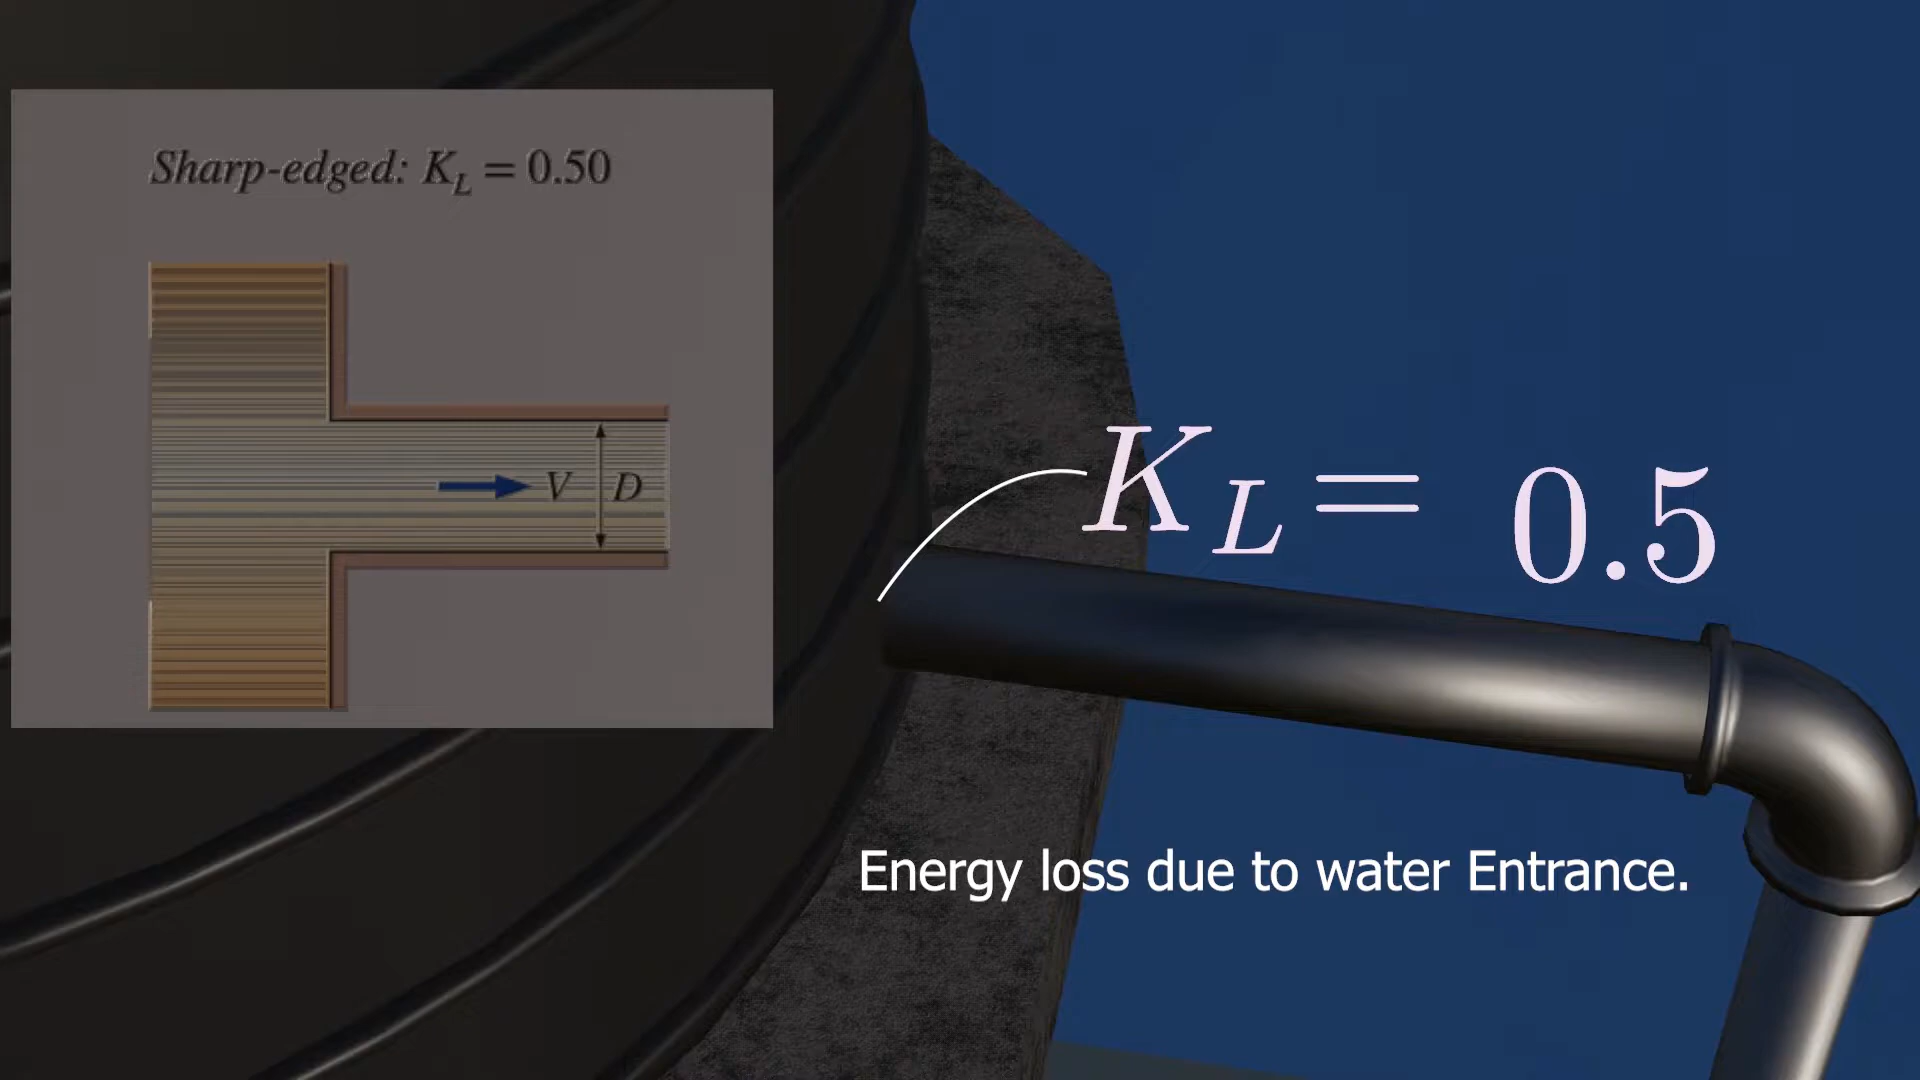 Sharp-edged: K_L = 0.50
V D
K_L = 0.5
Energy loss due to water Entrance.